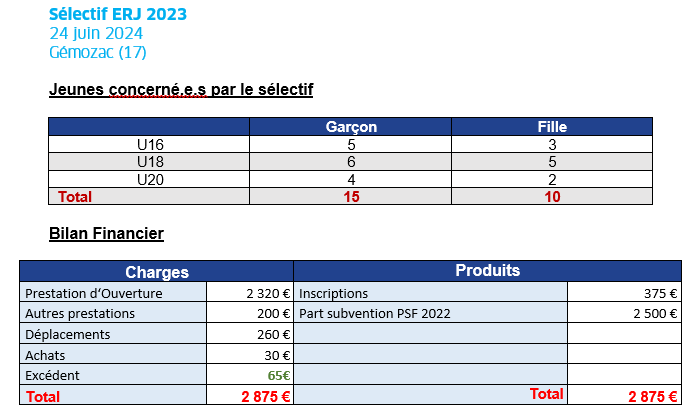 Sélectif ERJ 2023
24 juin 2024
Gémozac (17)
Jeunes concerné.e.s par le sélectif
Garçon Fille
U16 5 3
U18 6 5
U20 4 2
Total 15 10
Bilan Financier
Charges Produits
Prestation d'Ouverture 2 320 € Inscriptions 375 €
Autres prestations 200 € Part subvention PSF 2022 2 500 €
Déplacements 260 €
Achats 30 €
Excédent 65€
Total 2 875 € Total 2 875 €